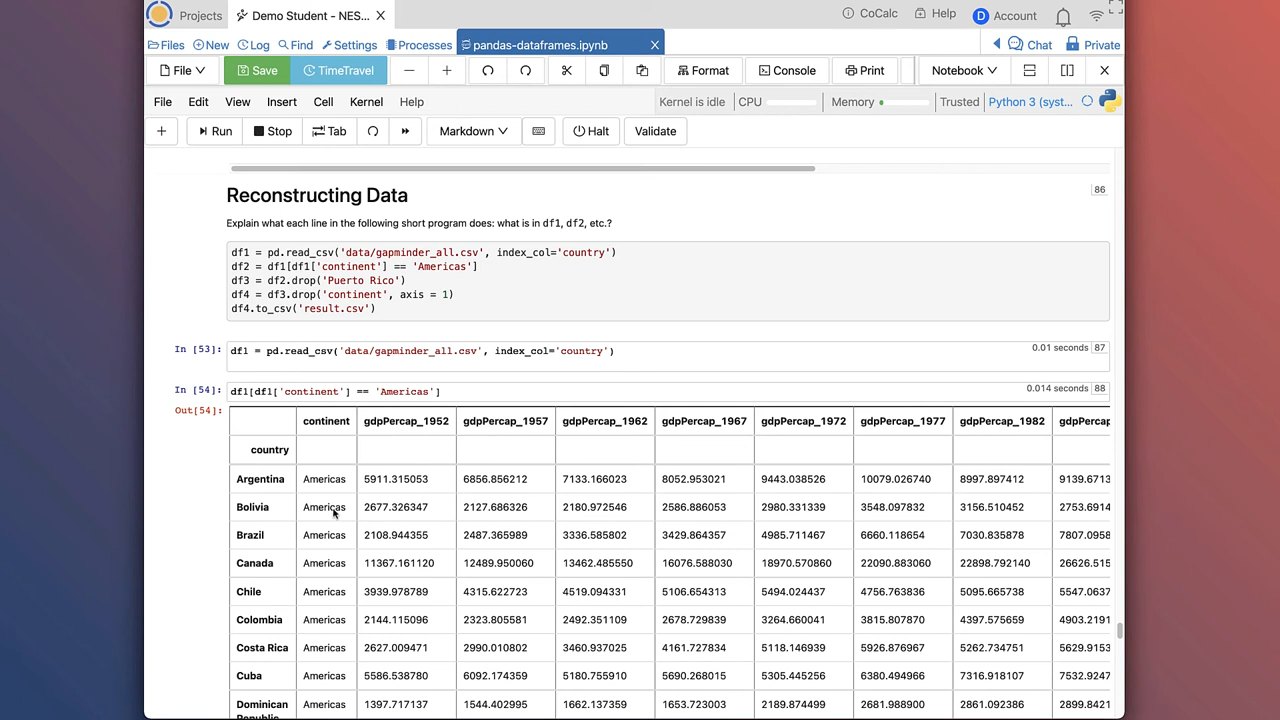 Projects
Demo Student - NES...
CoCalc
Help
D Account
Files New Log Find Settings Processes pandas-dataframes.ipynb Chat Private
File Save TimeTravel Format Console Print Notebook
File Edit View Insert Cell Kernel Help Kernel is idle CPU Memory Trusted Python 3 (syst...
Run Stop Tab Markdown Halt Validate
Reconstructing Data 86
Explain what each line in the following short program does: what is in df1, df2, etc.?
df1 = pd.read_csv('data/gapminder_all.csv', index_col='country')
df2 = df1[df1['continent'] == 'Americas']
df3 = df2.drop('Puerto Rico')
df4 = df3.drop('continent', axis = 1)
df4.to_csv('result.csv')
In [53]: df1 = pd.read_csv('data/gapminder_all.csv', index_col='country') 0.01 seconds 87
In [54]: df1[df1['continent'] == 'Americas'] 0.014 seconds 88
Out[54]:
continent gdpPercap_1952 gdpPercap_1957 gdpPercap_1962 gdpPercap_1967 gdpPercap_1972 gdpPercap_1977 gdpPercap_1982 gdpPercap
country
Argentina Americas 5911.315053 6856.856212 7133.166023 8052.953021 9443.038526 10079.026740 8997.897412 9139.6713
Bolivia Americas 2677.326347 2127.686326 2180.972546 2586.886053 2980.331339 3548.097832 3156.510452 2753.6914
Brazil Americas 2108.944355 2487.365989 3336.585802 3429.864357 4985.711467 6660.118654 7030.835878 7807.0958
Canada Americas 11367.161120 12489.950060 13462.485550 16076.588030 18970.570860 22090.883060 22898.792140 26626.515
Chile Americas 3939.978789 4315.622723 4519.094331 5106.654313 5494.024437 4756.763836 5095.665738 5547.0637
Colombia Americas 2144.115096 2323.805581 2492.351109 2678.729839 3264.660041 3815.807870 4397.575659 4903.2191
Costa Rica Americas 2627.009471 2990.010802 3460.937025 4161.727834 5118.146939 5926.876967 5262.734751 5629.9153
Cuba Americas 5586.538780 6092.174359 5180.755910 5690.268015 5305.445256 6380.494966 7316.918107 7532.9247
Dominican Americas 1397.717137 1544.402995 1662.137359 1653.723003 2189.874499 2681.988900 2861.092386 2899.8421
Republic